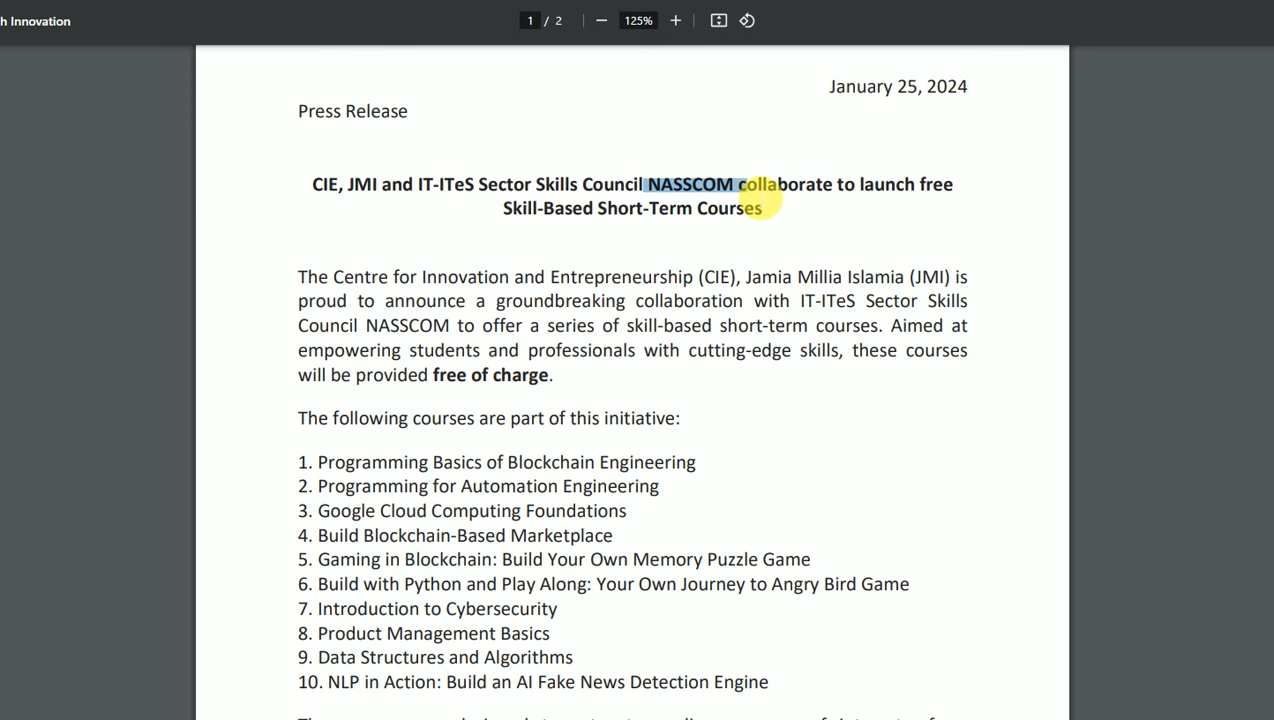 h Innovation
1 / 2 — 125% +
January 25, 2024
Press Release
CIE, JMI and IT-ITeS Sector Skills Council NASSCOM collaborate to launch free
Skill-Based Short-Term Courses
The Centre for Innovation and Entrepreneurship (CIE), Jamia Millia Islamia (JMI) is
proud to announce a groundbreaking collaboration with IT-ITeS Sector Skills
Council NASSCOM to offer a series of skill-based short-term courses. Aimed at
empowering students and professionals with cutting-edge skills, these courses
will be provided free of charge.
The following courses are part of this initiative:
1. Programming Basics of Blockchain Engineering
2. Programming for Automation Engineering
3. Google Cloud Computing Foundations
4. Build Blockchain-Based Marketplace
5. Gaming in Blockchain: Build Your Own Memory Puzzle Game
6. Build with Python and Play Along: Your Own Journey to Angry Bird Game
7. Introduction to Cybersecurity
8. Product Management Basics
9. Data Structures and Algorithms
10. NLP in Action: Build an AI Fake News Detection Engine